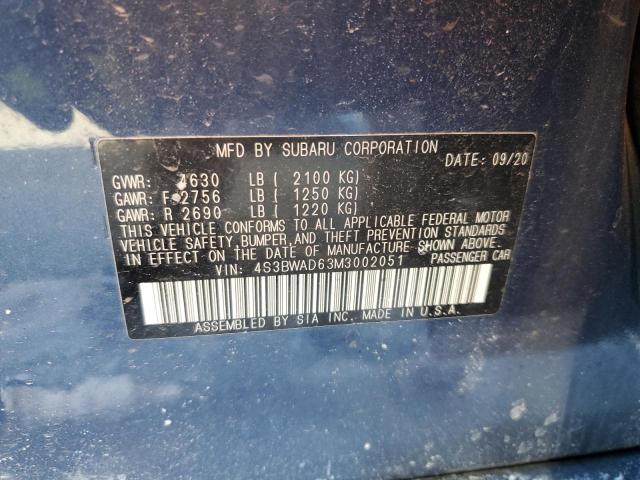 MFD BY SUBARU CORPORATION
DATE: 09/20
GVWR: 4630 LB ( 2100 KG)
GAWR: F 2756 LB ( 1250 KG)
GAWR: R 2690 LB ( 1220 KG)
THIS VEHICLE CONFORMS TO ALL APPLICABLE FEDERAL MOTOR
VEHICLE SAFETY, BUMPER, AND THEFT PREVENTION STANDARDS
IN EFFECT ON THE DATE OF MANUFACTURE SHOWN ABOVE.
VIN: 4S3BWAD63M3002051 PASSENGER CAR
ASSEMBLED BY SIA INC. MADE IN U.S.A.